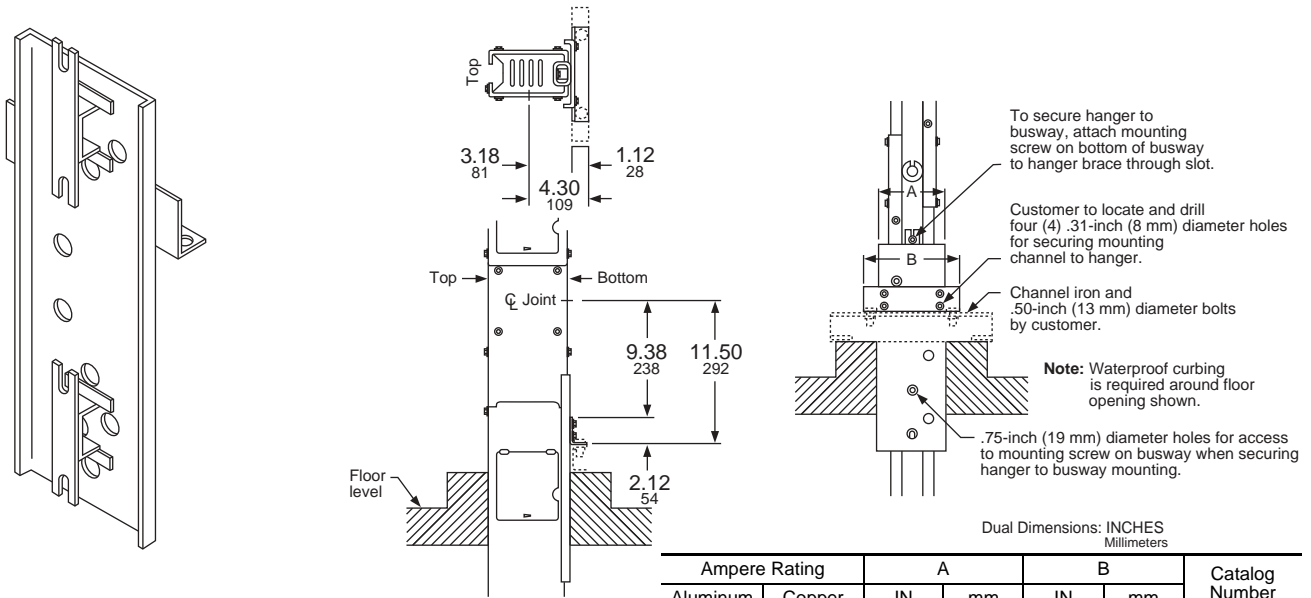 Top
3.18
81
1.12
28
4.30
109
Top
Bottom
℄ Joint
9.38
238
11.50
292
2.12
54
Floor
level
A
B
To secure hanger to
busway, attach mounting
screw on bottom of busway
to hanger brace through slot.
Customer to locate and drill
four (4) .31-inch (8 mm) diameter holes
for securing mounting
channel to hanger.
Channel iron and
.50-inch (13 mm) diameter bolts
by customer.
Note: Waterproof curbing
is required around floor
opening shown.
.75-inch (19 mm) diameter holes for access
to mounting screw on busway when securing
hanger to busway mounting.
Dual Dimensions: INCHES
Millimeters
Ampere Rating A B Catalog
Number
Aluminum Copper IN mm IN mm